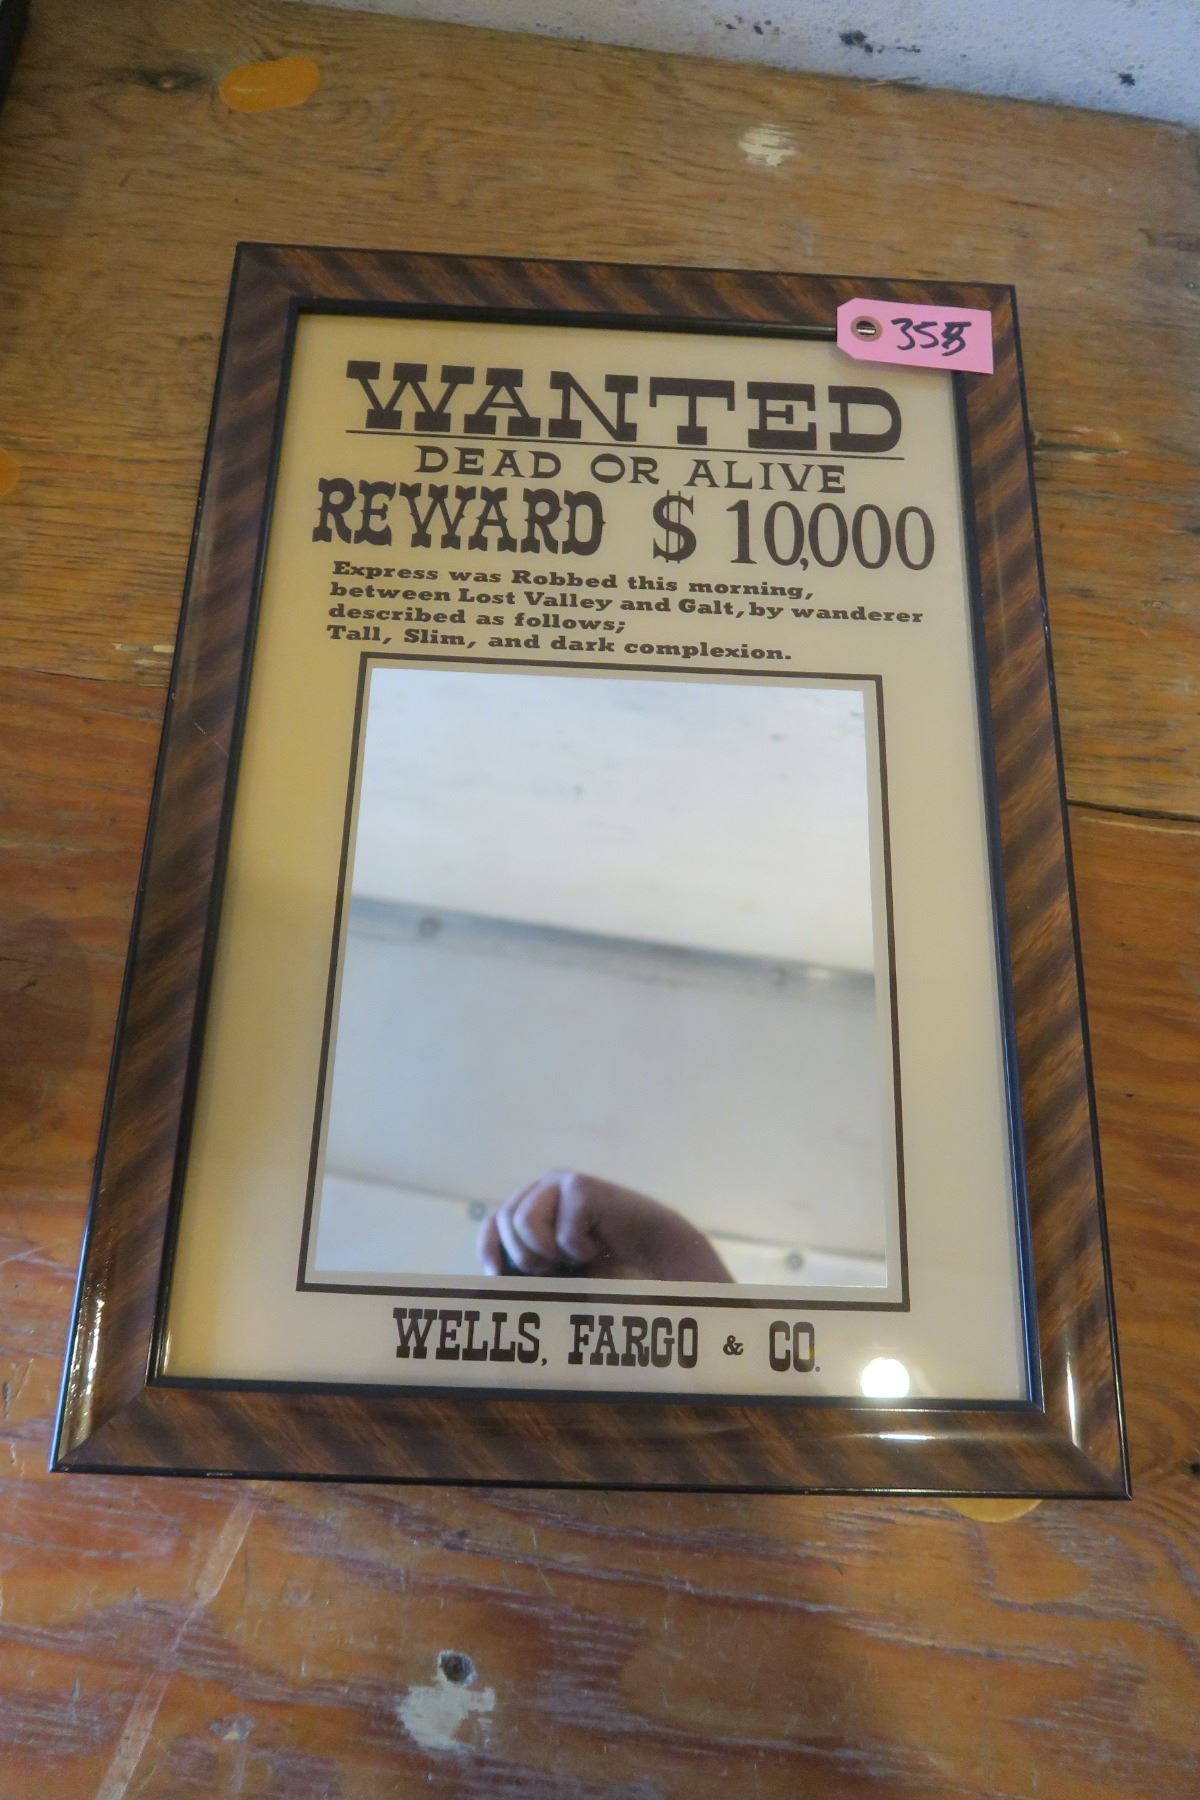 355
WANTED
DEAD OR ALIVE
REWARD $ 10,000
Express was Robbed this morning,
between Lost Valley and Galt, by wanderer
described as follows;
Tall, Slim, and dark complexion.
WELLS, FARGO & CO.